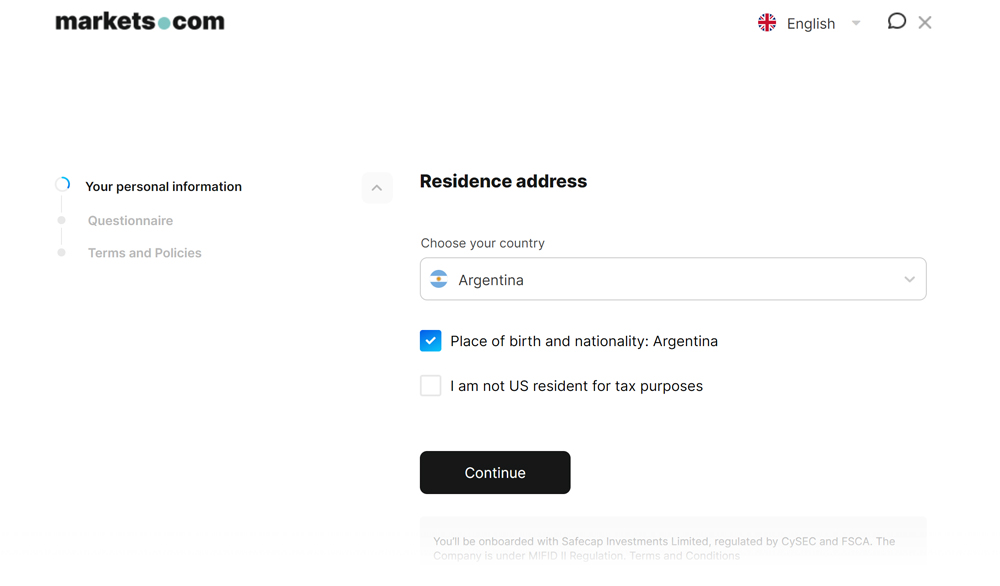 markets.com
English
Your personal information
Questionnaire
Terms and Policies
Residence address
Choose your country
Argentina
Place of birth and nationality: Argentina
I am not US resident for tax purposes
Continue
You'll be onboarded with Safecap Investments Limited, regulated by CySEC and FSCA. The
Company is under MIFID II Regulation. Terms and Conditions